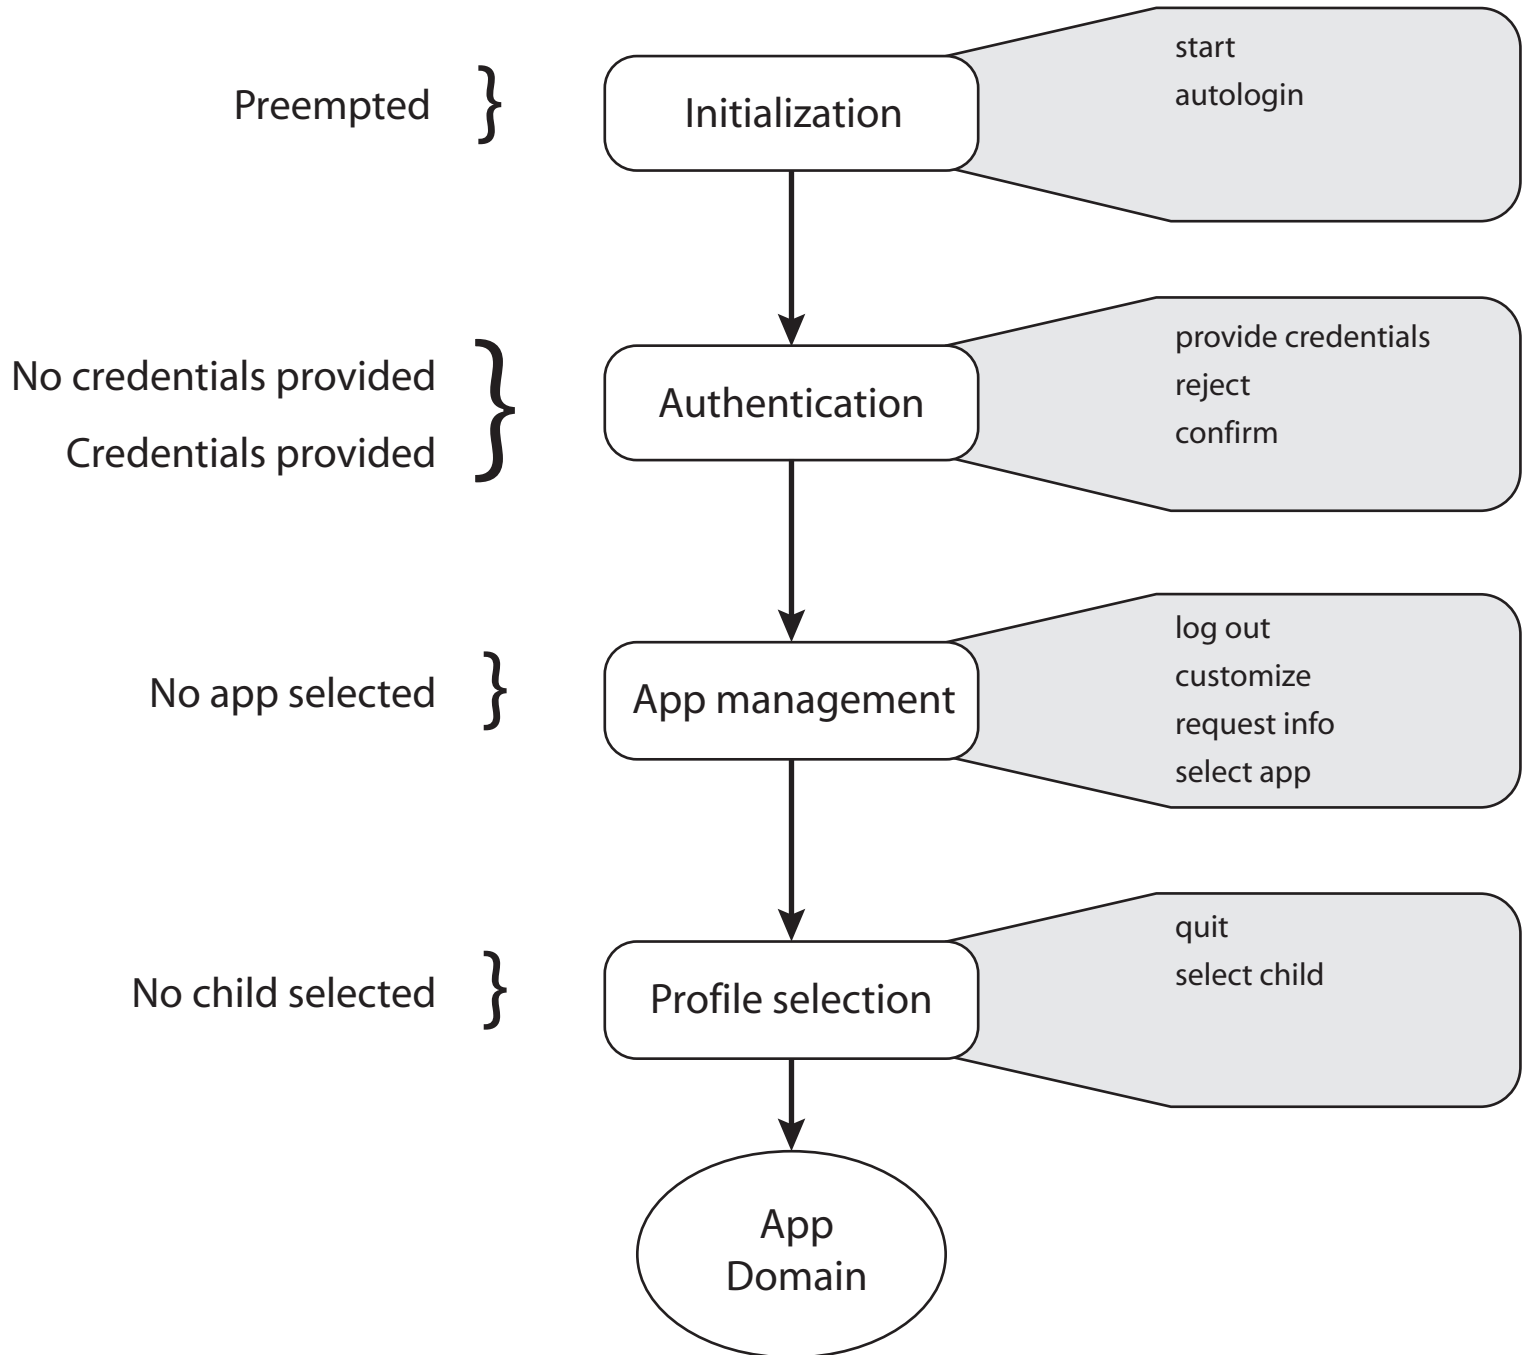 Preempted
}
Initialization
start
autologin
No credentials provided
Credentials provided
}
Authentication
provide credentials
reject
confirm
No app selected
}
App management
log out
customize
request info
select app
No child selected
}
Profile selection
quit
select child
App
Domain